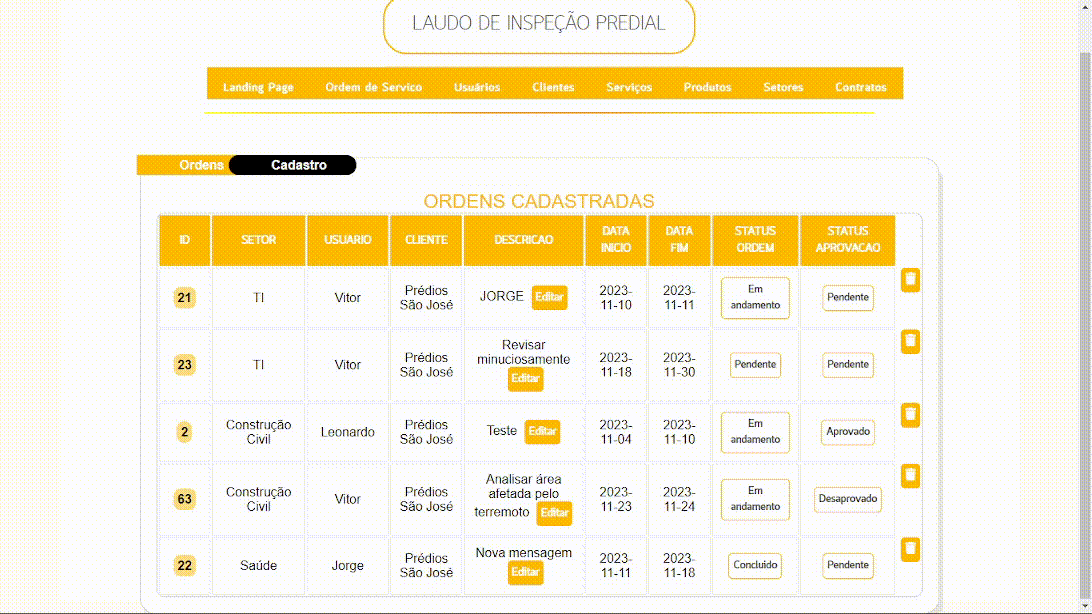 LAUDO DE INSPEÇÃO PREDIAL
Landing Page Ordem de Servico Usuários Clientes Serviços Produtos Setores Contratos
Ordens Cadastro
ORDENS CADASTRADAS
ID SETOR USUARIO CLIENTE DESCRICAO DATA INICIO DATA FIM STATUS ORDEM STATUS APROVACAO
21 TI Vitor Prédios São José JORGE Editar 2023-11-10 2023-11-11 Em andamento Pendente
23 TI Vitor Prédios São José Revisar minuciosamente Editar 2023-11-18 2023-11-30 Pendente Pendente
2 Construção Civil Leonardo Prédios São José Teste Editar 2023-11-04 2023-11-10 Em andamento Aprovado
63 Construção Civil Vitor Prédios São José Analisar área afetada pelo terremoto Editar 2023-11-23 2023-11-24 Em andamento Desaprovado
22 Saúde Jorge Prédios São José Nova mensagem Editar 2023-11-11 2023-11-18 Concluido Pendente